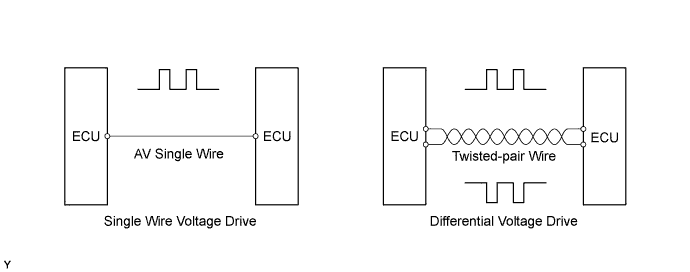 ECU
ECU
AV Single Wire
Single Wire Voltage Drive
ECU
ECU
Twisted-pair Wire
Differential Voltage Drive
Y